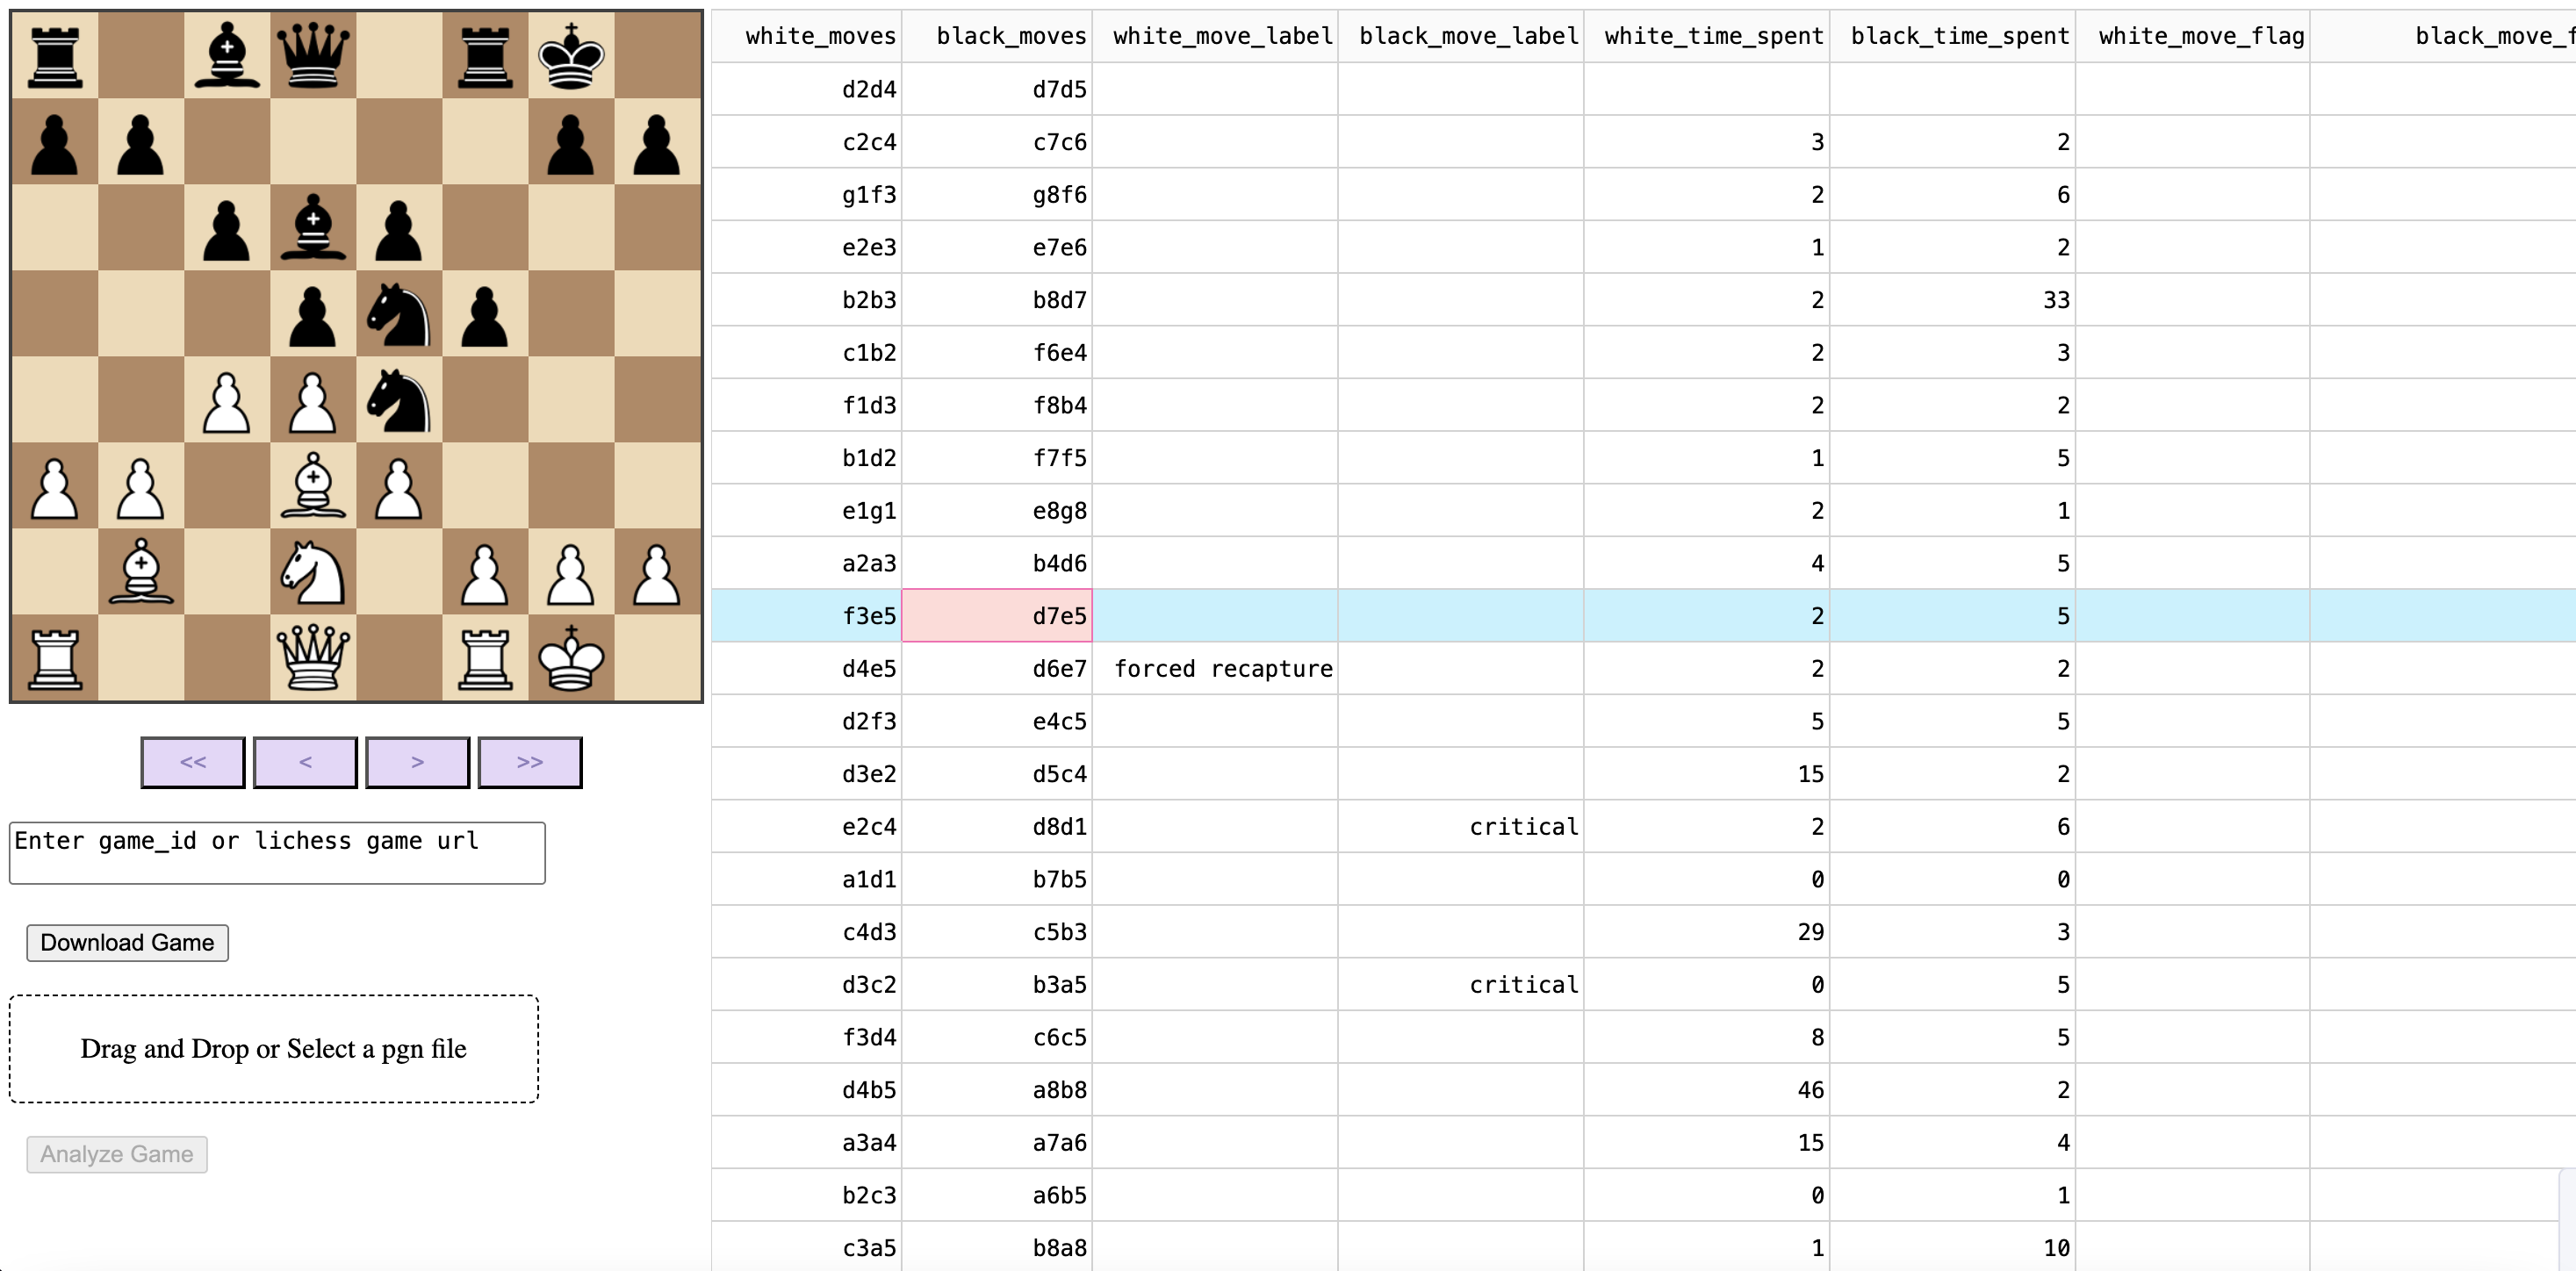 white_moves black_moves white_move_label black_move_label white_time_spent black_time_spent white_move_flag black_move_f
d2d4 d7d5
c2c4 c7c6 3 2
g1f3 g8f6 2 6
e2e3 e7e6 1 2
b2b3 b8d7 2 33
c1b2 f6e4 2 3
f1d3 f8b4 2 2
b1d2 f7f5 1 5
e1g1 e8g8 2 1
a2a3 b4d6 4 5
f3e5 d7e5 2 5
d4e5 d6e7 forced recapture 2 2
d2f3 e4c5 5 5
d3e2 d5c4 15 2
e2c4 d8d1 critical 2 6
a1d1 b7b5 0 0
c4d3 c5b3 29 3
d3c2 b3a5 critical 0 5
f3d4 c6c5 8 5
d4b5 a8b8 46 2
a3a4 a7a6 15 4
b2c3 a6b5 0 1
c3a5 b8a8 1 10
<< < > >>
Enter game_id or lichess game url
Download Game
Drag and Drop or Select a pgn file
Analyze Game